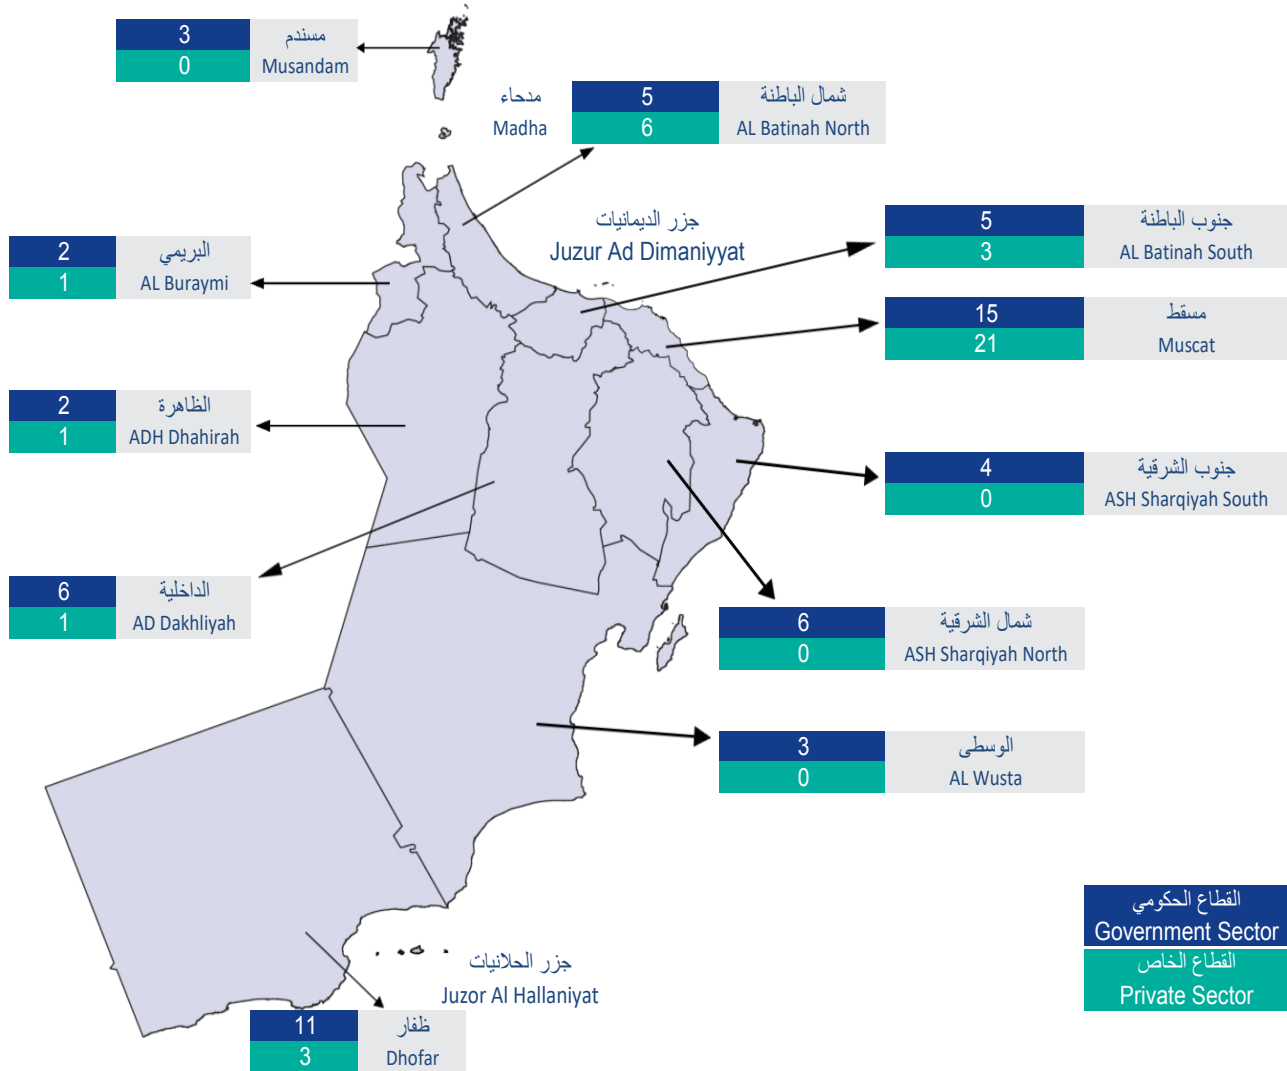 3
مسندم
0
Musandam
مدحاء
Madha
5
شمال الباطنة
6
AL Batinah North
جزر الديمانيات
Juzur Ad Dimaniyyat
5
جنوب الباطنة
3
AL Batinah South
2
البريمي
1
AL Buraymi
15
مسقط
21
Muscat
2
الظاهرة
1
ADH Dhahirah
4
جنوب الشرقية
0
ASH Sharqiyah South
6
الداخلية
1
AD Dakhliyah
6
شمال الشرقية
0
ASH Sharqiyah North
3
الوسطى
0
AL Wusta
جزر الحلانيات
Juzor Al Hallaniyat
11
ظفار
3
Dhofar
القطاع الحكومي
Government Sector
القطاع الخاص
Private Sector